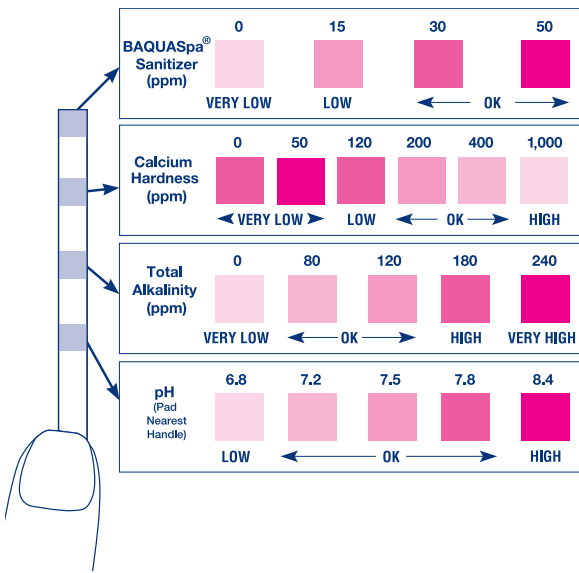 0 15 30 50
BAQUASpa®
Sanitizer
(ppm)
VERY LOW LOW OK
0 50 120 200 400 1,000
Calcium
Hardness
(ppm)
VERY LOW LOW OK HIGH
0 80 120 180 240
Total
Alkalinity
(ppm)
VERY LOW OK HIGH VERY HIGH
6.8 7.2 7.5 7.8 8.4
pH
(Pad
Nearest
Handle)
LOW OK HIGH